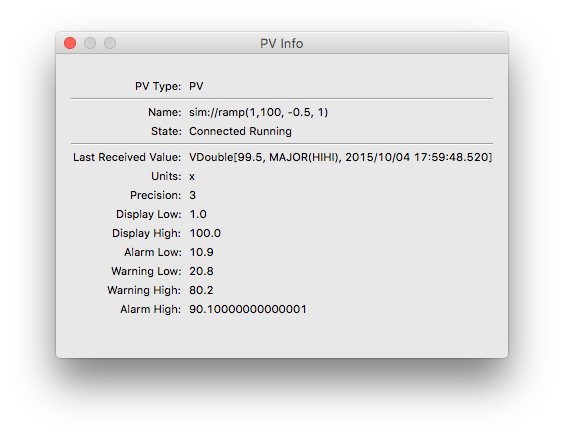 PV Info
PV Type: PV
Name: sim://ramp(1,100, -0.5, 1)
State: Connected Running
Last Received Value: VDouble[99.5, MAJOR(HIHI), 2015/10/04 17:59:48.520]
Units: x
Precision: 3
Display Low: 1.0
Display High: 100.0
Alarm Low: 10.9
Warning Low: 20.8
Warning High: 80.2
Alarm High: 90.10000000000001